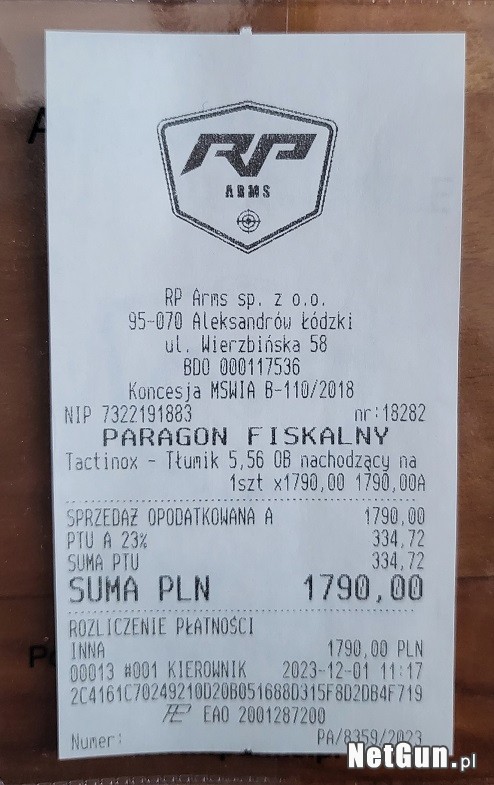 RP
ARMS
RP Arms sp. z o.o.
95-070 Aleksandrów Łódzki
ul. Wierzbińska 58
BDO 000117536
Koncesja MSWIA B-110/2018
NIP 7322191883 nr:18282
PARAGON FISKALNY
Tactinox - Tłumik 5,56 OB nachodzący na
1szt x1790,00 1790,00A
SPRZEDAŻ OPODATKOWANA A 1790,00
PTU A 23% 334,72
SUMA PTU 334,72
SUMA PLN 1790,00
ROZLICZENIE PŁATNOŚCI
INNA 1790,00 PLN
00013 #001 KIEROWNIK 2023-12-01 11:17
2C4161C70249210D20B051688D315F8D2DB4F719
EAO 2001287200
Numer: PA/8359/2023
NetGun.pl